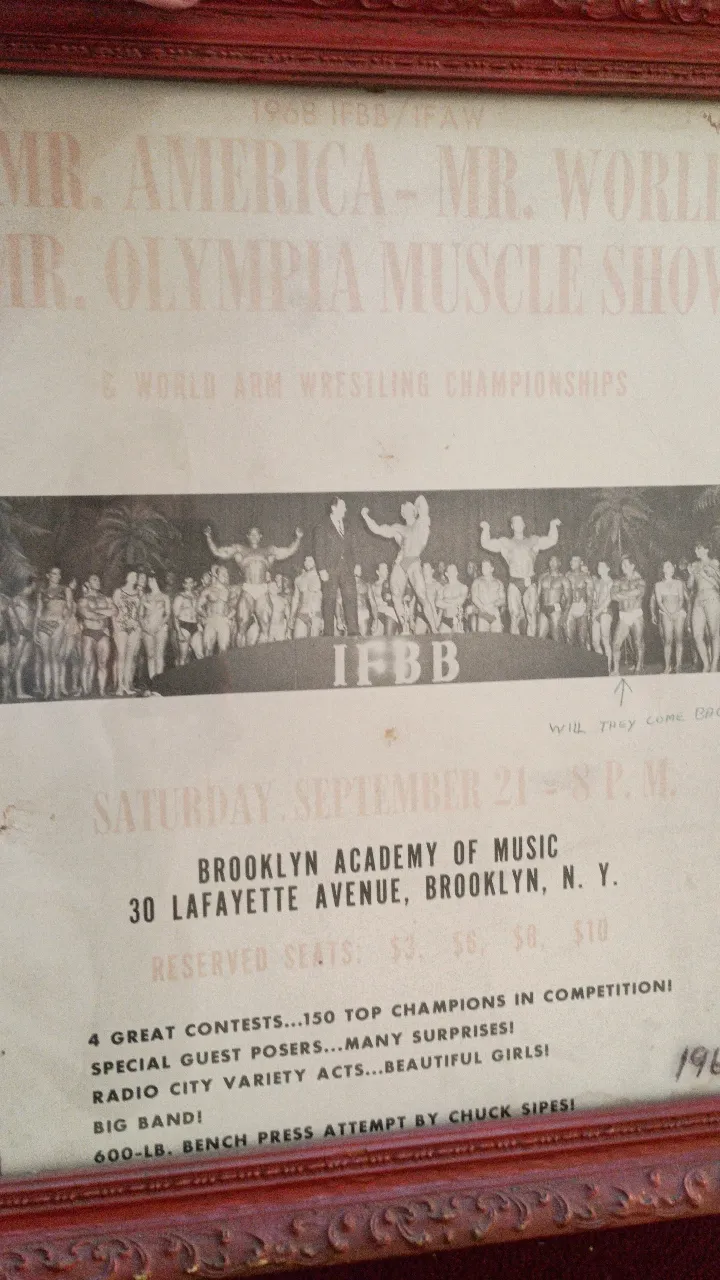 1968 IFBB/IFAW
MR. AMERICA - MR. WORL
MR. OLYMPIA MUSCLE SHOW
& WORLD ARM WRESTLING CHAMPIONSHIPS
IFBB
WILL THEY COME BAC
SATURDAY, SEPTEMBER 21 - 8 P. M.
BROOKLYN ACADEMY OF MUSIC
30 LAFAYETTE AVENUE, BROOKLYN, N. Y.
RESERVED SEATS: $3, $6, $8, $10
4 GREAT CONTESTS...150 TOP CHAMPIONS IN COMPETITION!
SPECIAL GUEST POSERS...MANY SURPRISES!
RADIO CITY VARIETY ACTS...BEAUTIFUL GIRLS!
BIG BAND!
196
600-LB. BENCH PRESS ATTEMPT BY CHUCK SIPES!